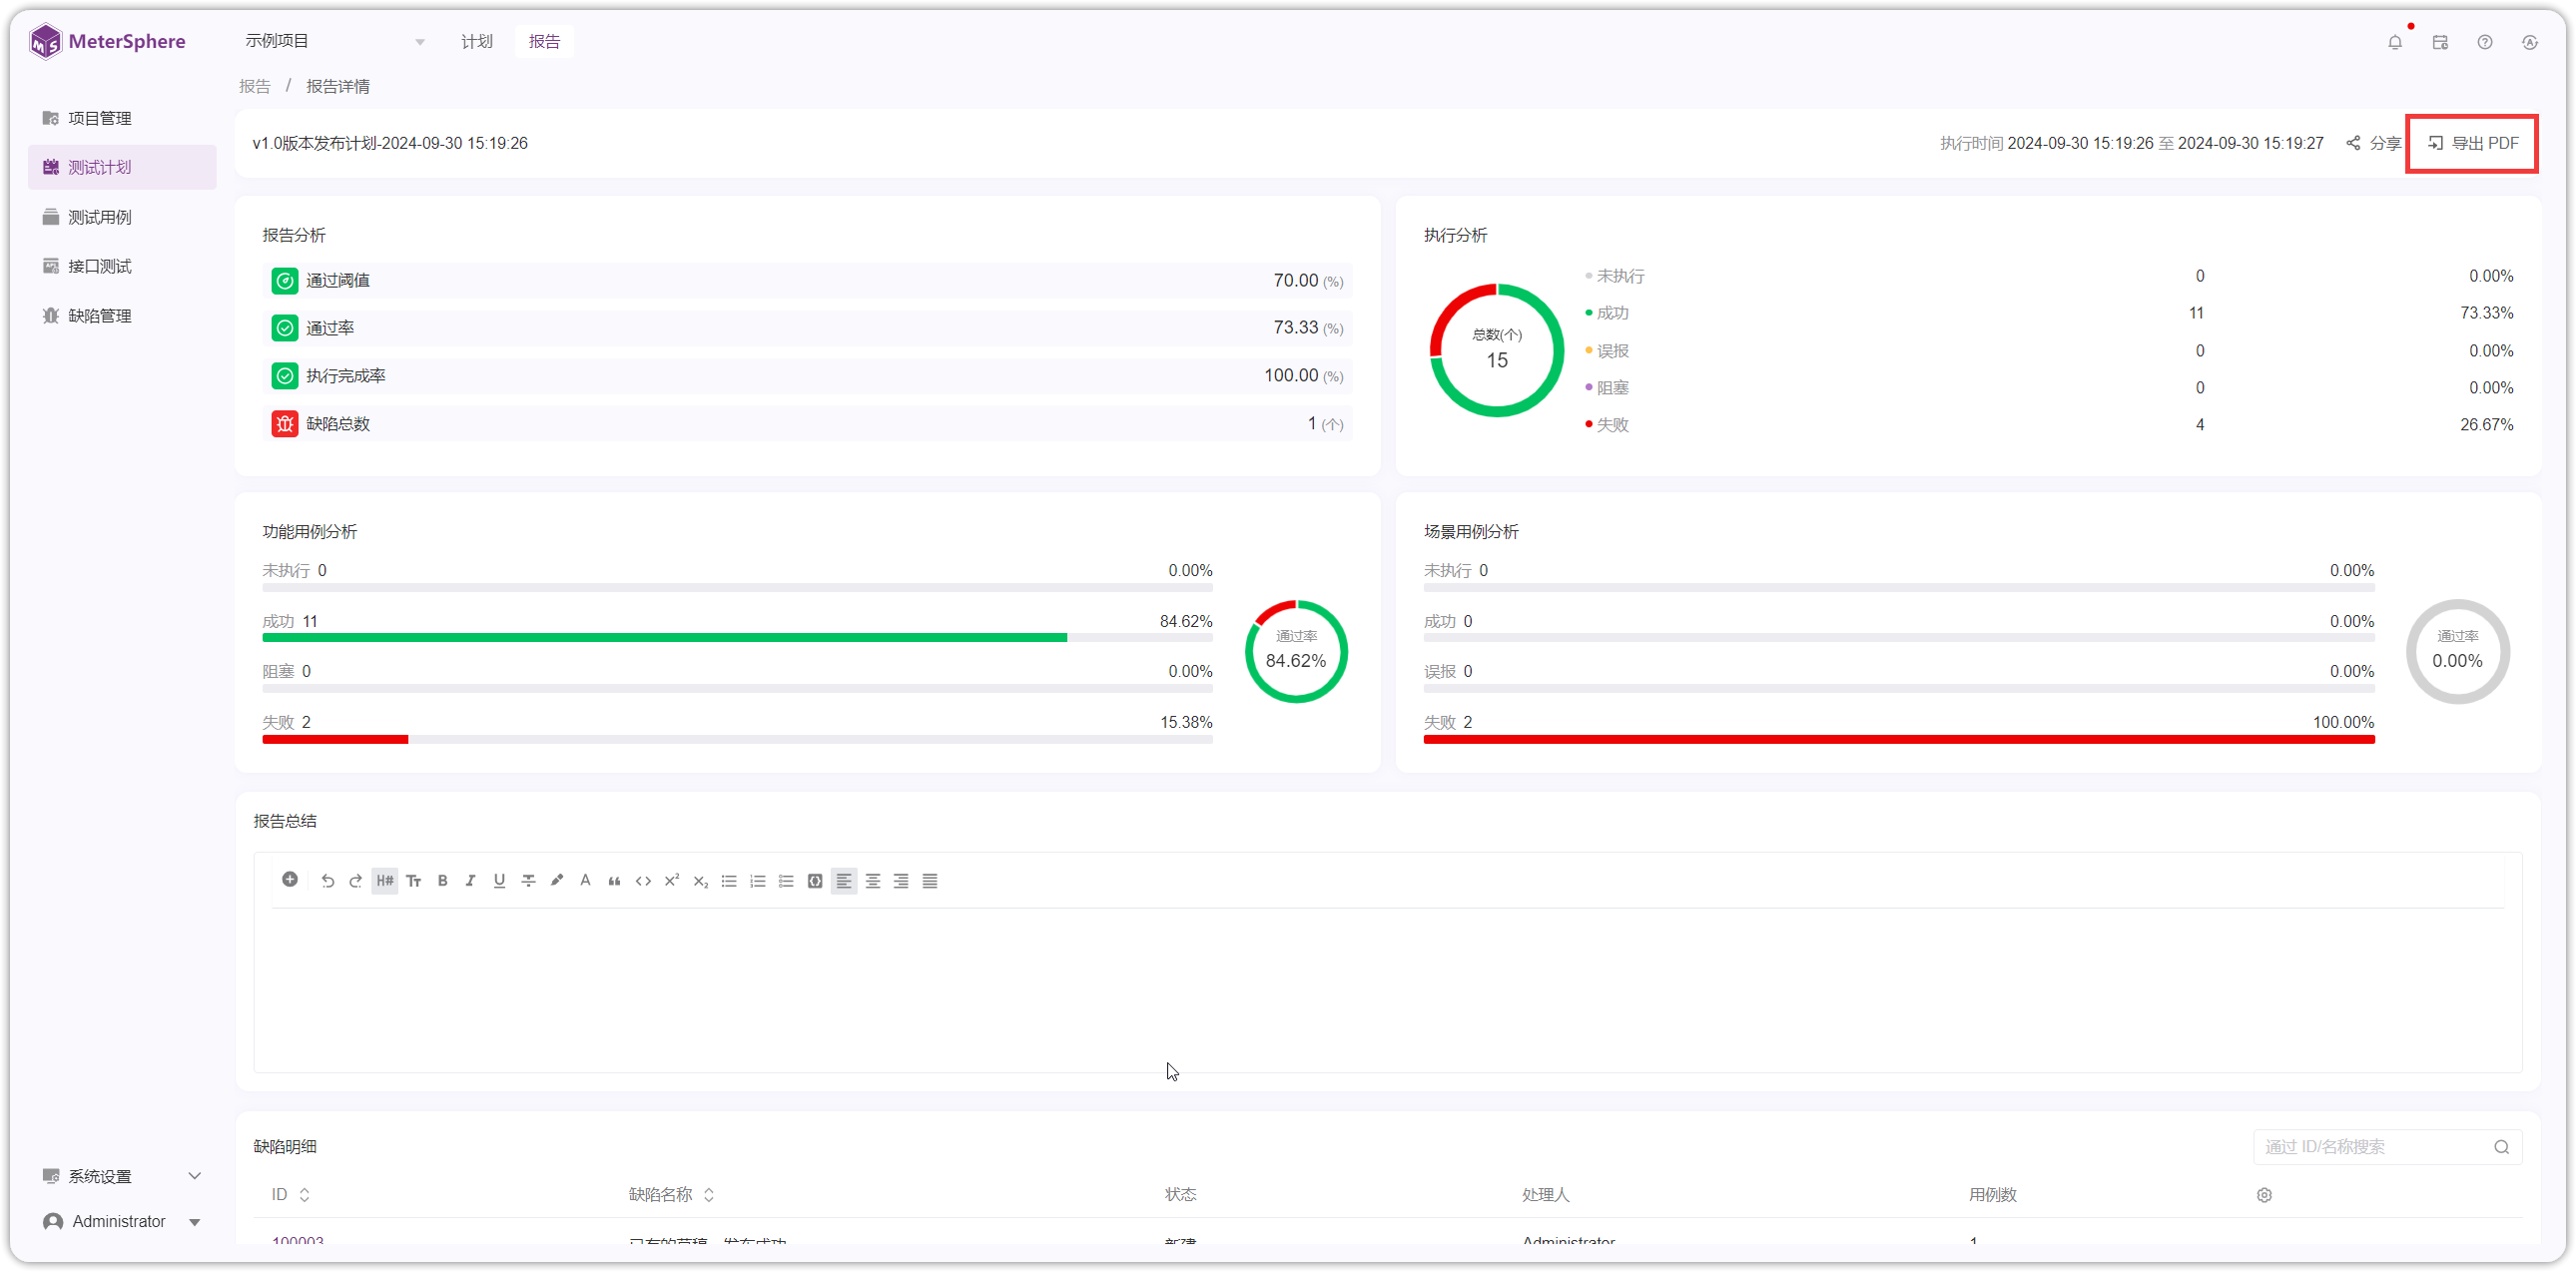 MeterSphere
示例项目
计划
报告
报告 / 报告详情
项目管理
测试计划
测试用例
接口测试
缺陷管理
系统设置
Administrator
v1.0版本发布计划-2024-09-30 15:19:26
执行时间 2024-09-30 15:19:26 至 2024-09-30 15:19:27
分享
导出 PDF
报告分析
通过阈值 70.00 (%)
通过率 73.33 (%)
执行完成率 100.00 (%)
缺陷总数 1 (个)
执行分析
总数(个)
15
未执行 0 0.00%
成功 11 73.33%
误报 0 0.00%
阻塞 0 0.00%
失败 4 26.67%
功能用例分析
未执行 0 0.00%
成功 11 84.62%
阻塞 0 0.00%
失败 2 15.38%
通过率
84.62%
场景用例分析
未执行 0 0.00%
成功 0 0.00%
误报 0 0.00%
失败 2 100.00%
通过率
0.00%
报告总结
缺陷明细
通过 ID/名称搜索
ID 缺陷名称 状态 处理人 用例数
100003 已有的草稿，发布成功 新建 Administrator 1